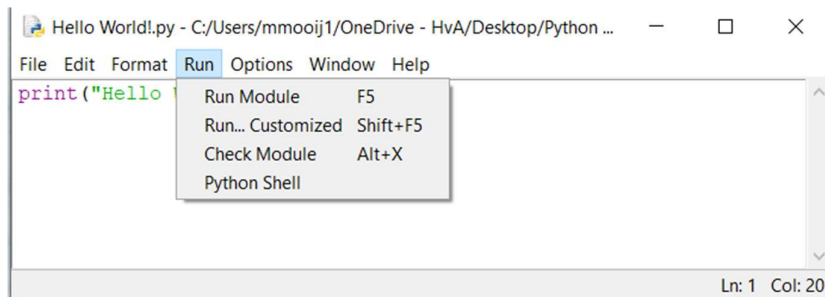 Hello World!.py - C:/Users/mmooij1/OneDrive - HvA/Desktop/Python ...
File Edit Format Run Options Window Help
print("Hello
Run Module F5
Run... Customized Shift+F5
Check Module Alt+X
Python Shell
Ln: 1 Col: 20